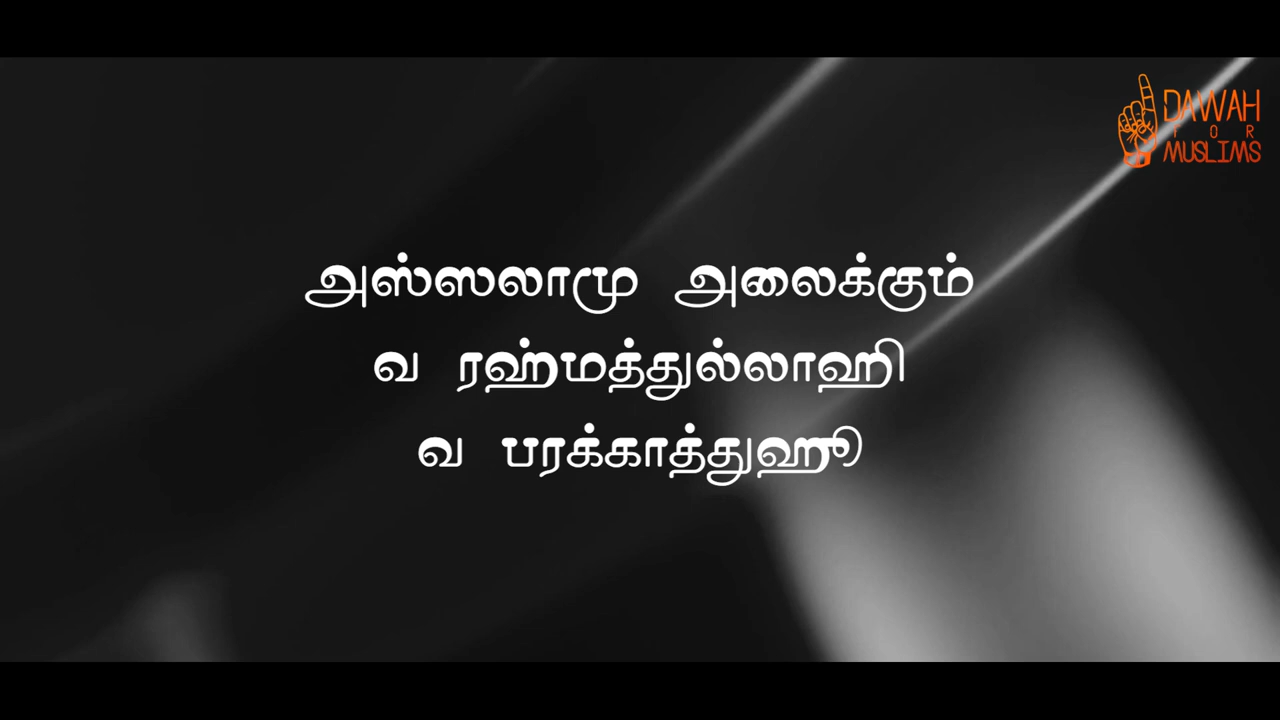 DAWAH
FOR
MUSLIMS
அஸ்ஸலாமு அலைக்கும்
வ ரஹ்மத்துல்லாஹி
வ பரக்காத்துஹூ